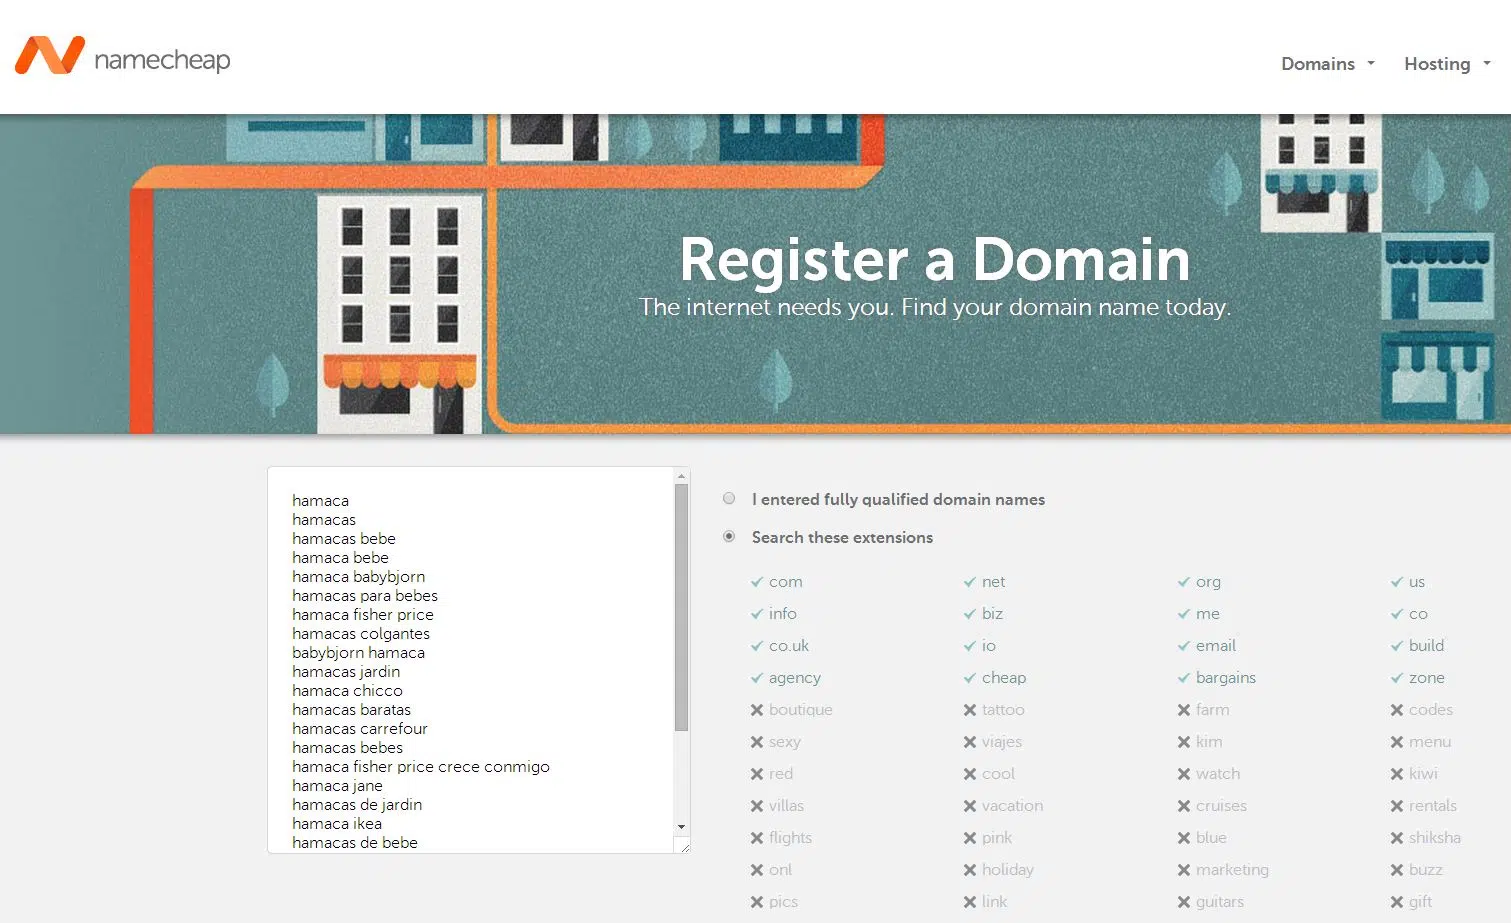 namecheap
Domains
Hosting
Register a Domain
The internet needs you. Find your domain name today.
hamaca
hamacas
hamacas bebe
hamaca bebe
hamaca babybjorn
hamacas para bebes
hamaca fisher price
hamacas colgantes
babybjorn hamaca
hamacas jardin
hamaca chicco
hamacas baratas
hamacas carrefour
hamacas bebes
hamaca fisher price crece conmigo
hamaca jane
hamacas de jardin
hamaca ikea
hamacas de bebe
I entered fully qualified domain names
Search these extensions
com net org us
info biz me co
co.uk io email build
agency cheap bargains zone
boutique tattoo farm codes
sexy viajes kim menu
red cool watch kiwi
villas vacation cruises rentals
flights pink blue shiksha
onl holiday marketing buzz
pics link guitars gift